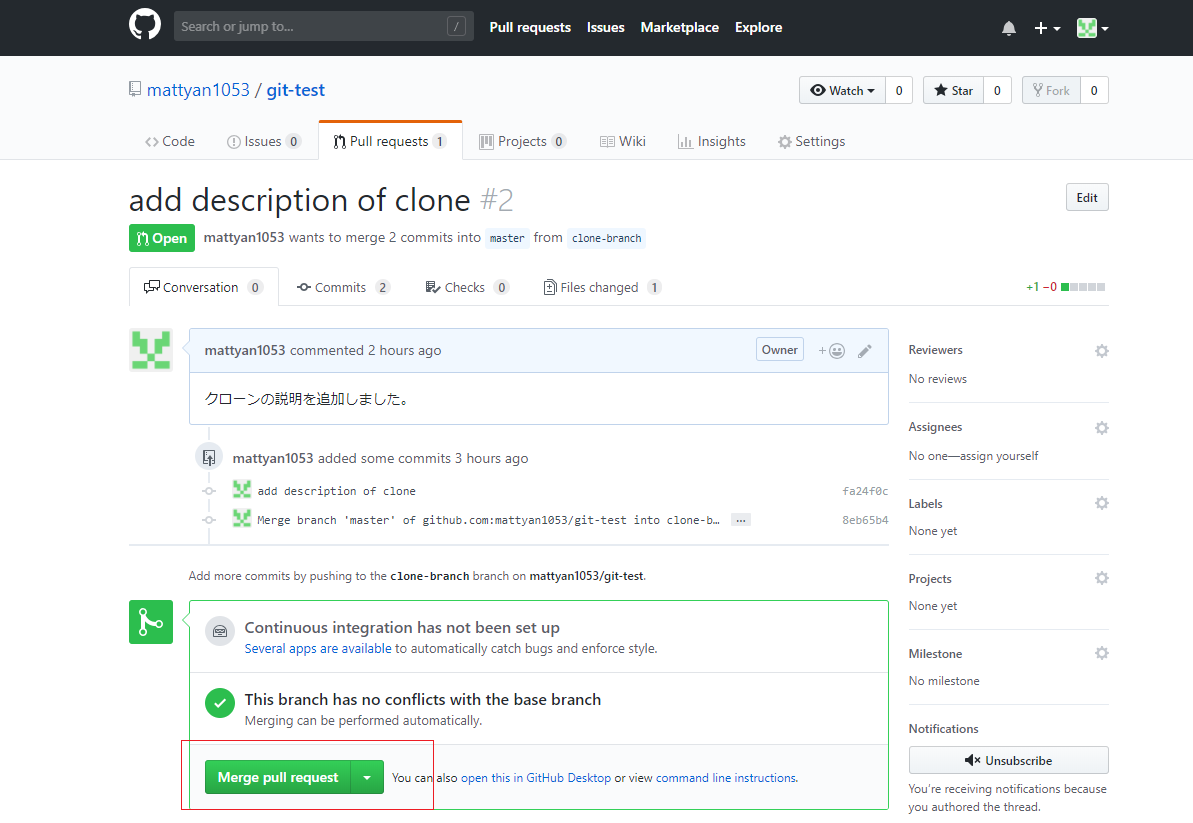 Search or jump to... / Pull requests Issues Marketplace Explore
mattyan1053 / git-test Watch 0 Star 0 Fork 0
Code Issues 0 Pull requests 1 Projects 0 Wiki Insights Settings
add description of clone #2 Edit
Open mattyan1053 wants to merge 2 commits into master from clone-branch
Conversation 0 Commits 2 Checks 0 Files changed 1 +1 −0
mattyan1053 commented 2 hours ago Owner +
クローンの説明を追加しました。
mattyan1053 added some commits 3 hours ago
add description of clone fa24f0c
Merge branch 'master' of github.com:mattyan1053/git-test into clone-b… … 8eb65b4
Add more commits by pushing to the clone-branch branch on mattyan1053/git-test.
Continuous integration has not been set up
Several apps are available to automatically catch bugs and enforce style.
This branch has no conflicts with the base branch
Merging can be performed automatically.
Merge pull request You can also open this in GitHub Desktop or view command line instructions.
Reviewers
No reviews
Assignees
No one—assign yourself
Labels
None yet
Projects
None yet
Milestone
No milestone
Notifications
Unsubscribe
You're receiving notifications because
you authored the thread.